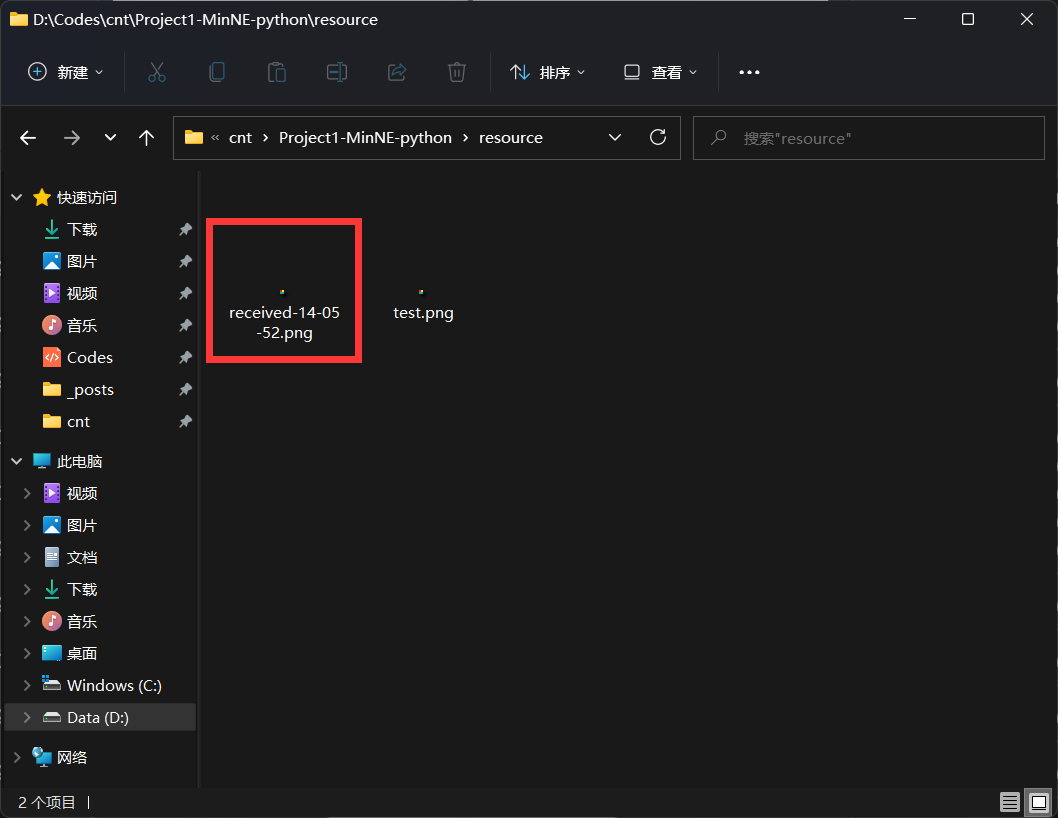 D:\Codes\cnt\Project1-MinNE-python\resource
新建
排序
查看
« cnt › Project1-MinNE-python › resource
搜索"resource"
快速访问
下载
图片
视频
音乐
Codes
_posts
cnt
此电脑
视频
图片
文档
下载
音乐
桌面
Windows (C:)
Data (D:)
网络
received-14-05
-52.png
test.png
2 个项目